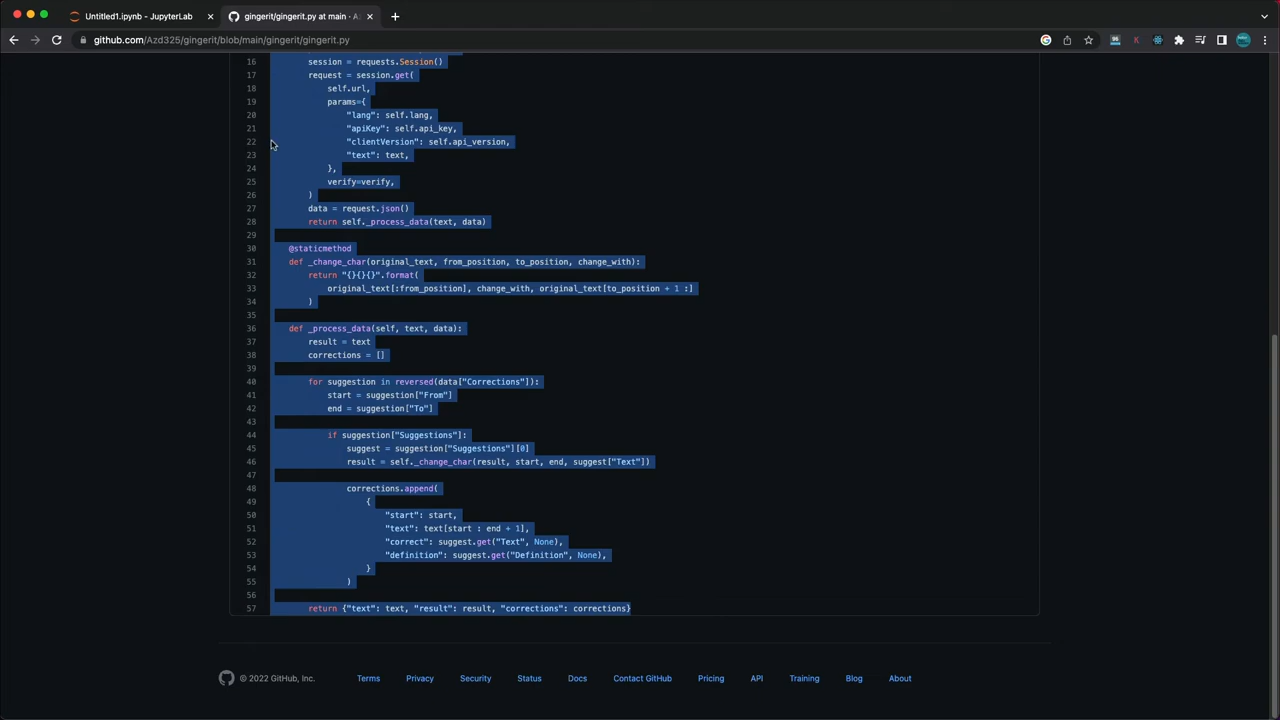 Untitled1.ipynb - JupyterLab
gingerit/gingerit.py at main · Az
github.com/Azd325/gingerit/blob/main/gingerit/gingerit.py
16 session = requests.Session()
17 request = session.get(
18 self.url,
19 params={
20 "lang": self.lang,
21 "apiKey": self.api_key,
22 "clientVersion": self.api_version,
23 "text": text,
24 },
25 verify=verify,
26 )
27 data = request.json()
28 return self._process_data(text, data)
29
30 @staticmethod
31 def _change_char(original_text, from_position, to_position, change_with):
32 return "{}{}{}".format(
33 original_text[:from_position], change_with, original_text[to_position + 1 :]
34 )
35
36 def _process_data(self, text, data):
37 result = text
38 corrections = []
39
40 for suggestion in reversed(data["Corrections"]):
41 start = suggestion["From"]
42 end = suggestion["To"]
43
44 if suggestion["Suggestions"]:
45 suggest = suggestion["Suggestions"][0]
46 result = self._change_char(result, start, end, suggest["Text"])
47
48 corrections.append(
49 {
50 "start": start,
51 "text": text[start : end + 1],
52 "correct": suggest.get("Text", None),
53 "definition": suggest.get("Definition", None),
54 }
55 )
56
57 return {"text": text, "result": result, "corrections": corrections}
© 2022 GitHub, Inc. Terms Privacy Security Status Docs Contact GitHub Pricing API Training Blog About